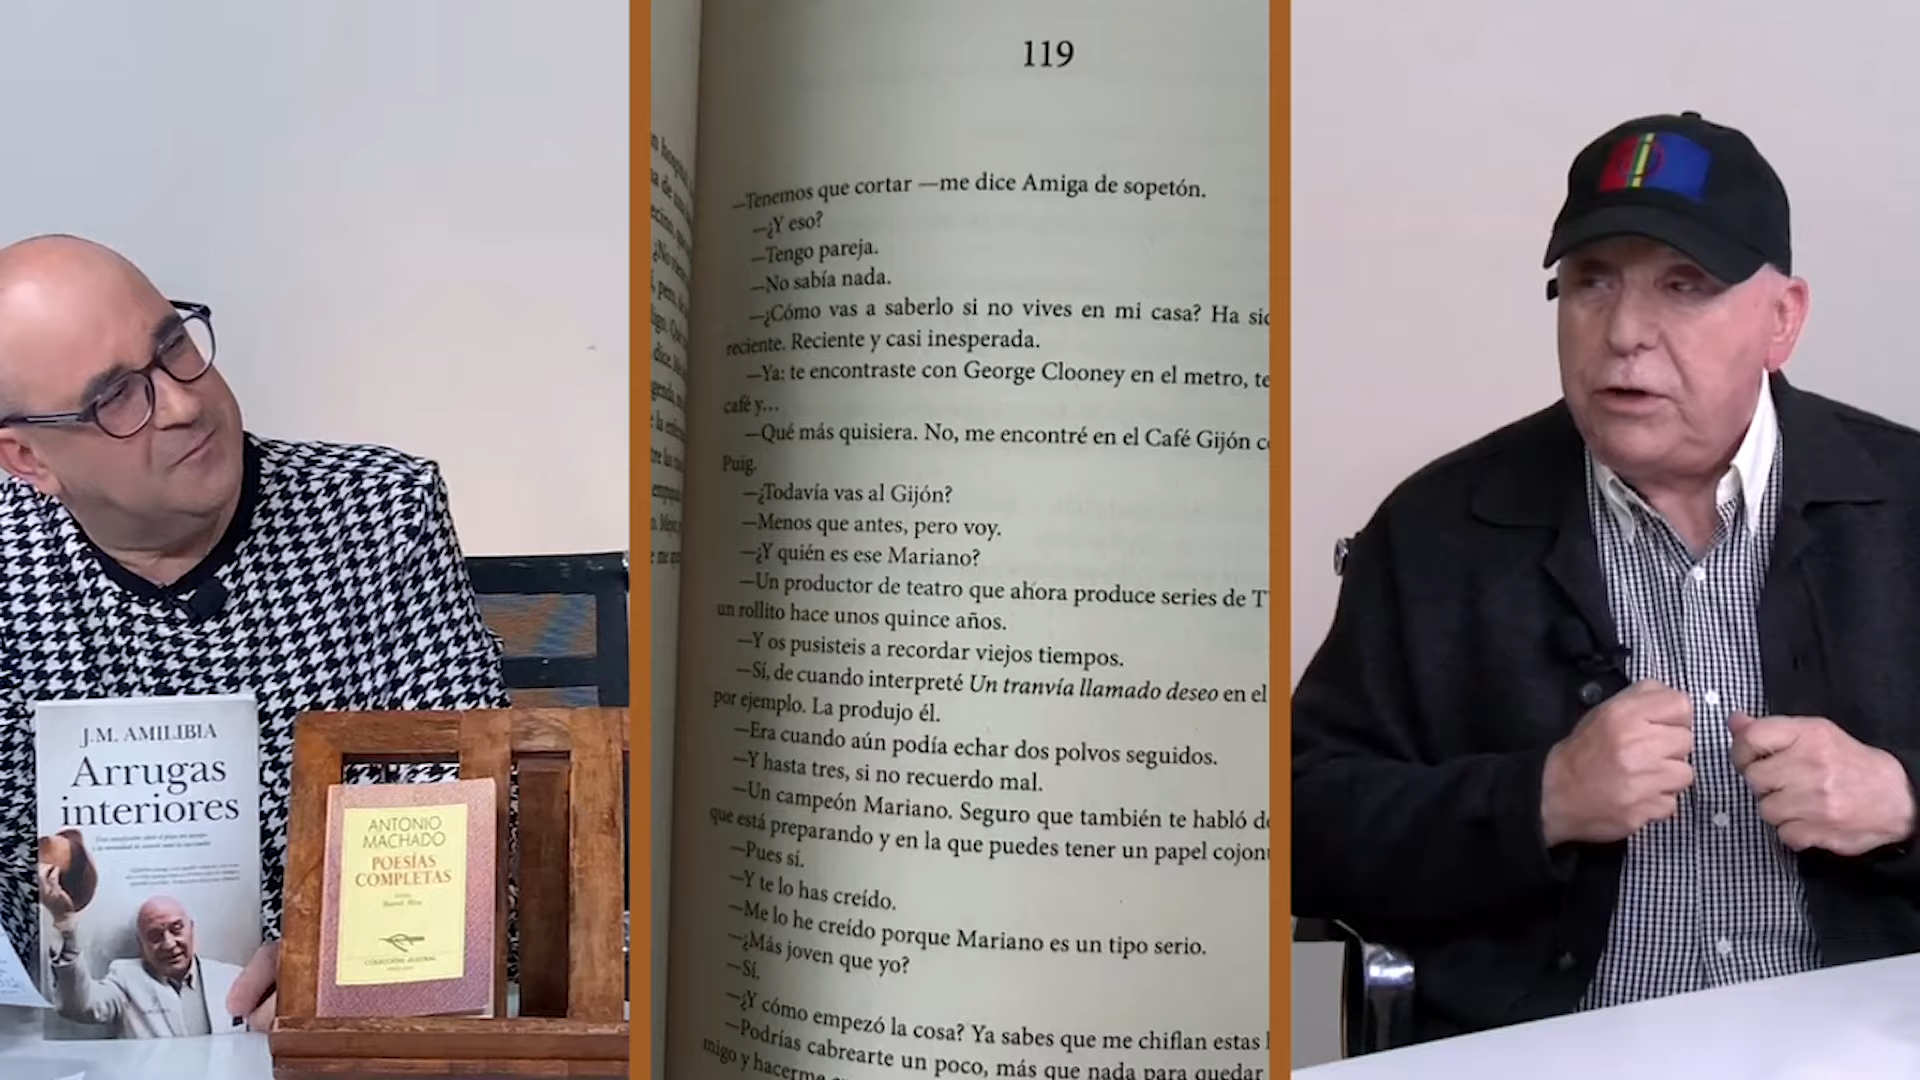 J.M. AMILIBIA
Arrugas
interiores
ANTONIO
MACHADO
POESÍAS
COMPLETAS
COLECCIÓN AUSTRAL
119
—Tenemos que cortar —me dice Amiga de sopetón.
—¿Y eso?
—Tengo pareja.
—No sabía nada.
—¿Cómo vas a saberlo si no vives en mi casa? Ha
reciente. Reciente y casi inesperada.
—Ya: te encontraste con George Clooney en el metro,
café y...
—Qué más quisiera. No, me encontré en el Café Gijón
Puig.
—¿Todavía vas al Gijón?
—Menos que antes, pero voy.
—¿Y quién es ese Mariano?
—Un productor de teatro que ahora produce series de
un rollito hace unos quince años.
—Y os pusisteis a recordar viejos tiempos.
—Sí, de cuando interpreté Un tranvía llamado deseo en el
por ejemplo. La produjo él.
—Era cuando aún podía echar dos polvos seguidos.
—Y hasta tres, si no recuerdo mal.
—Un campeón Mariano. Seguro que también te habló
que está preparando y en la que puedes tener un papel
—Pues sí.
—Y te lo has creído.
—Me lo he creído porque Mariano es un tipo serio.
—¿Más joven que yo?
—Sí.
—¿Y cómo empezó la cosa? Ya sabes que me chiflan estas
—Podrías cabrearte un poco, más que nada para quedar
migo y hacerme